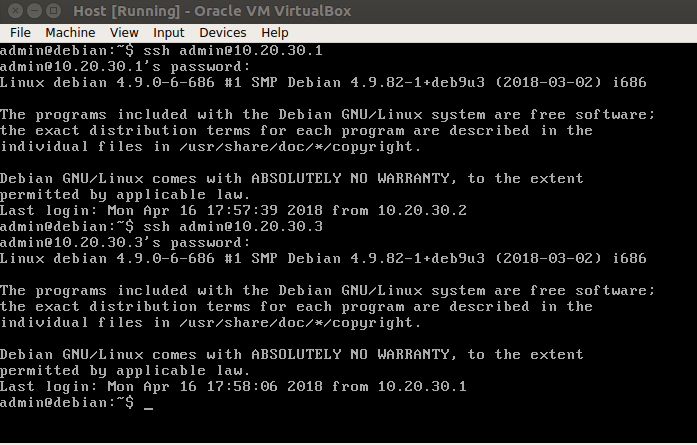 Host [Running] - Oracle VM VirtualBox
File Machine View Input Devices Help
admin@debian:~$ ssh admin@10.20.30.1
admin@10.20.30.1's password:
Linux debian 4.9.0-6-686 #1 SMP Debian 4.9.82-1+deb9u3 (2018-03-02) i686

The programs included with the Debian GNU/Linux system are free software;
the exact distribution terms for each program are described in the
individual files in /usr/share/doc/*/copyright.

Debian GNU/Linux comes with ABSOLUTELY NO WARRANTY, to the extent
permitted by applicable law.
Last login: Mon Apr 16 17:57:39 2018 from 10.20.30.2
admin@debian:~$ ssh admin@10.20.30.3
admin@10.20.30.3's password:
Linux debian 4.9.0-6-686 #1 SMP Debian 4.9.82-1+deb9u3 (2018-03-02) i686

The programs included with the Debian GNU/Linux system are free software;
the exact distribution terms for each program are described in the
individual files in /usr/share/doc/*/copyright.

Debian GNU/Linux comes with ABSOLUTELY NO WARRANTY, to the extent
permitted by applicable law.
Last login: Mon Apr 16 17:58:06 2018 from 10.20.30.1
admin@debian:~$ _